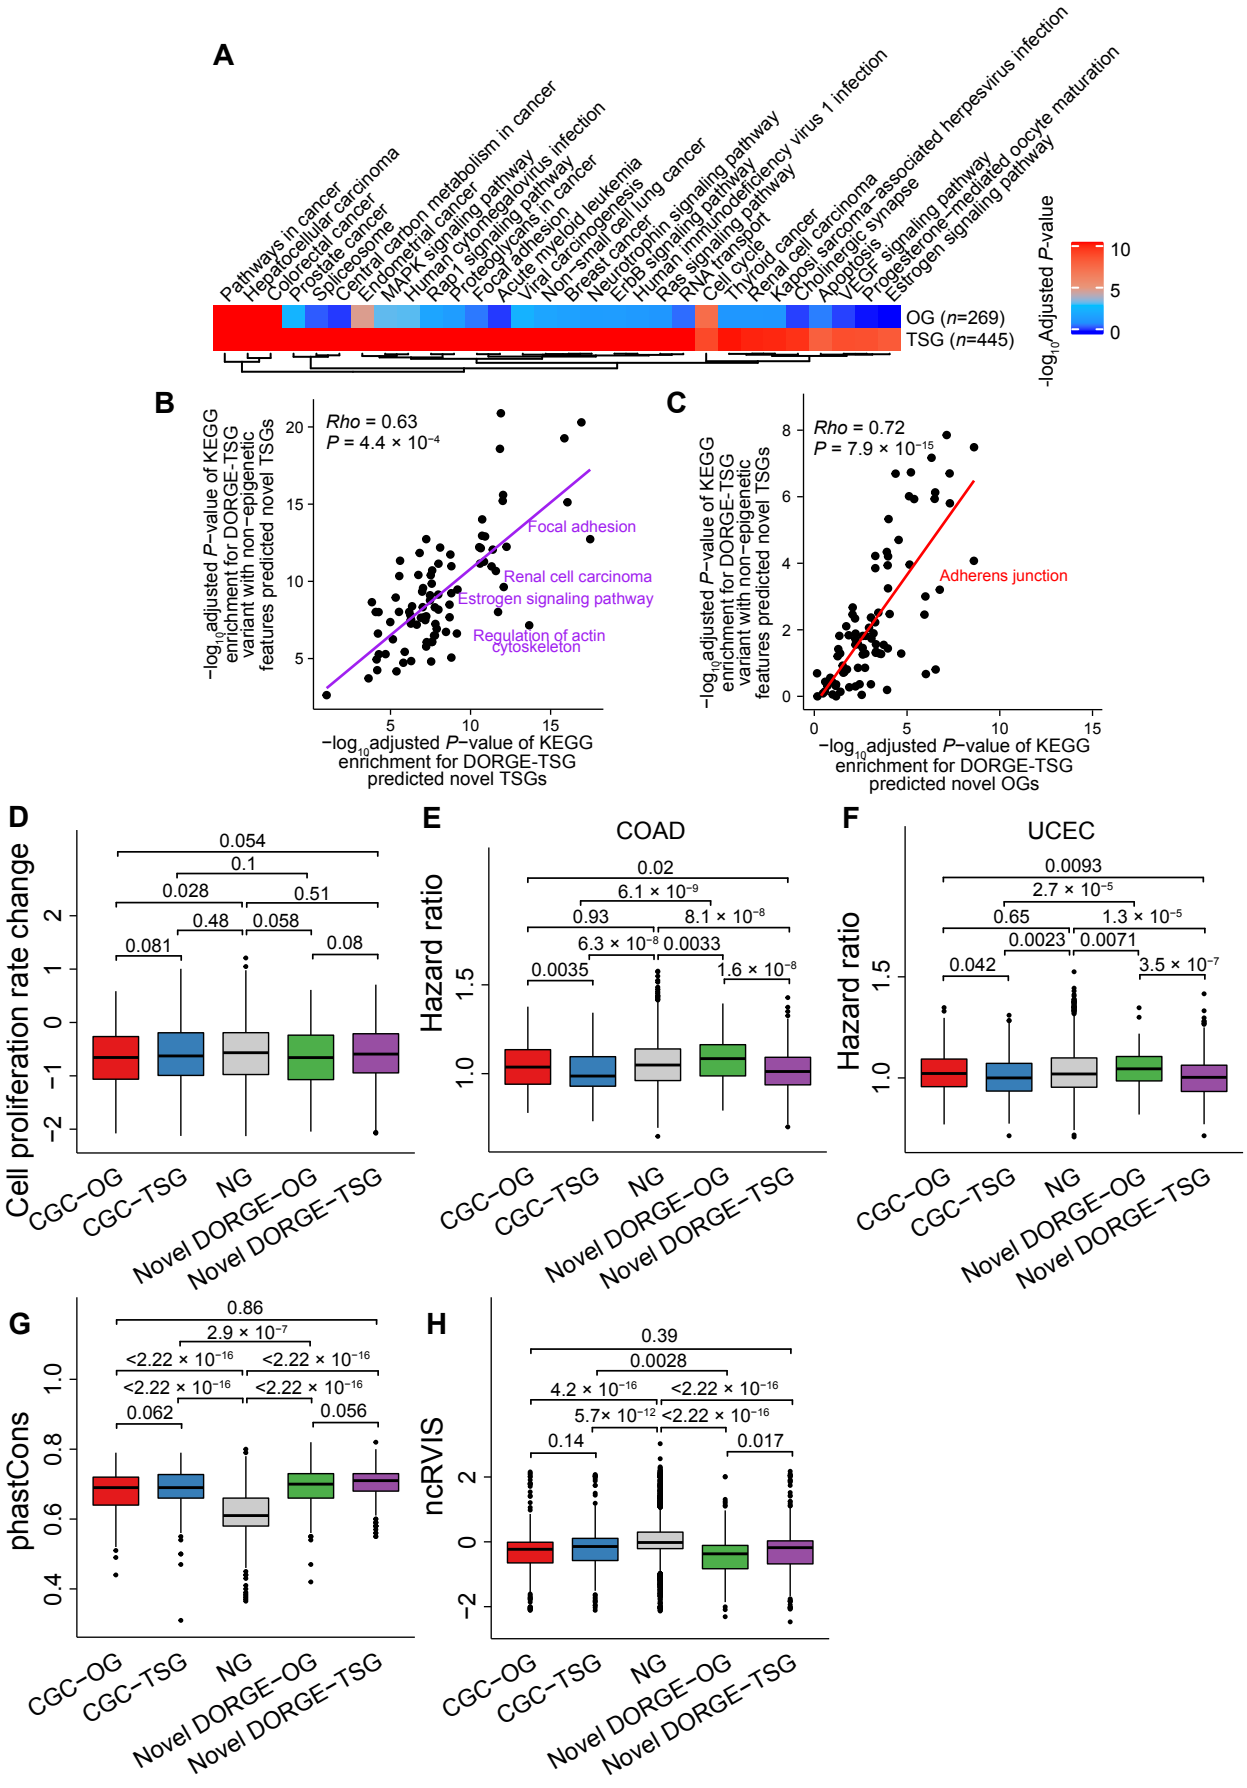 A
Pathways in cancer
Hepatocellular carcinoma
Colorectal cancer
Prostate cancer
Spliceosome
Central carbon metabolism in cancer
Endometrial cancer
MAPK signaling pathway
Human cytomegalovirus infection
Rap1 signaling pathway
Proteoglycans in cancer
Focal adhesion
Acute myeloid leukemia
Viral carcinogenesis
Non-small cell lung cancer
Breast cancer
Neurotrophin signaling pathway
ErbB signaling pathway
Human immunodeficiency virus 1 infection
Ras signaling pathway
RNA transport
Cell cycle
Thyroid cancer
Renal cell carcinoma
Kaposi sarcoma-associated herpesvirus infection
Cholinergic synapse
Apoptosis
VEGF signaling pathway
Progesterone-mediated oocyte maturation
Estrogen signaling pathway
OG (n=269)
TSG (n=445)
-log10Adjusted P-value
10
5
0
B
−log10adjusted P−value of KEGG
enrichment for DORGE-TSG
variant with non-epigenetic
features predicted novel TSGs
20
15
10
5
Rho = 0.63
P = 4.4 × 10−4
Focal adhesion
Renal cell carcinoma
Estrogen signaling pathway
Regulation of actin
cytoskeleton
5
10
15
−log10adjusted P−value of KEGG
enrichment for DORGE-TSG
predicted novel TSGs
C
−log10adjusted P−value of KEGG
enrichment for DORGE-TSG
variant with non-epigenetic
features predicted novel TSGs
8
6
4
2
0
Rho = 0.72
P = 7.9 × 10−15
Adherens junction
0
5
10
15
−log10adjusted P−value of KEGG
enrichment for DORGE-TSG
predicted novel OGs
D
Cell proliferation rate change
2
1
0
−1
−2
0.054
0.1
0.028
0.51
0.48
0.058
0.081
0.08
CGC−OG
CGC−TSG
NG
Novel DORGE−OG
Novel DORGE−TSG
E
COAD
Hazard ratio
1.5
1.0
0.02
6.1 × 10−9
0.93
8.1 × 10−8
6.3 × 10−8
0.0033
0.0035
1.6 × 10−8
CGC−OG
CGC−TSG
NG
Novel DORGE−OG
Novel DORGE−TSG
F
UCEC
Hazard ratio
1.5
1.0
0.0093
2.7 × 10−5
0.65
1.3 × 10−5
0.0023
0.0071
0.042
3.5 × 10−7
CGC−OG
CGC−TSG
NG
Novel DORGE−OG
Novel DORGE−TSG
G
phastCons
1.0
0.8
0.6
0.4
0.86
2.9 × 10−7
<2.22 × 10−16
<2.22 × 10−16
<2.22 × 10−16
<2.22 × 10−16
0.062
0.056
CGC−OG
CGC−TSG
NG
Novel DORGE−OG
Novel DORGE−TSG
H
ncRVIS
2
0
−2
0.39
0.0028
4.2 × 10−16
<2.22 × 10−16
5.7× 10−12
<2.22 × 10−16
0.14
0.017
CGC−OG
CGC−TSG
NG
Novel DORGE−OG
Novel DORGE−TSG